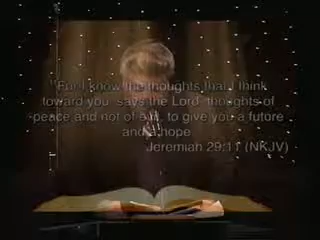 "For I know the thoughts that I think
toward you, says the Lord, thoughts of
peace and not of evil, to give you a future
and a hope.
Jeremiah 29:11 (NKJV)